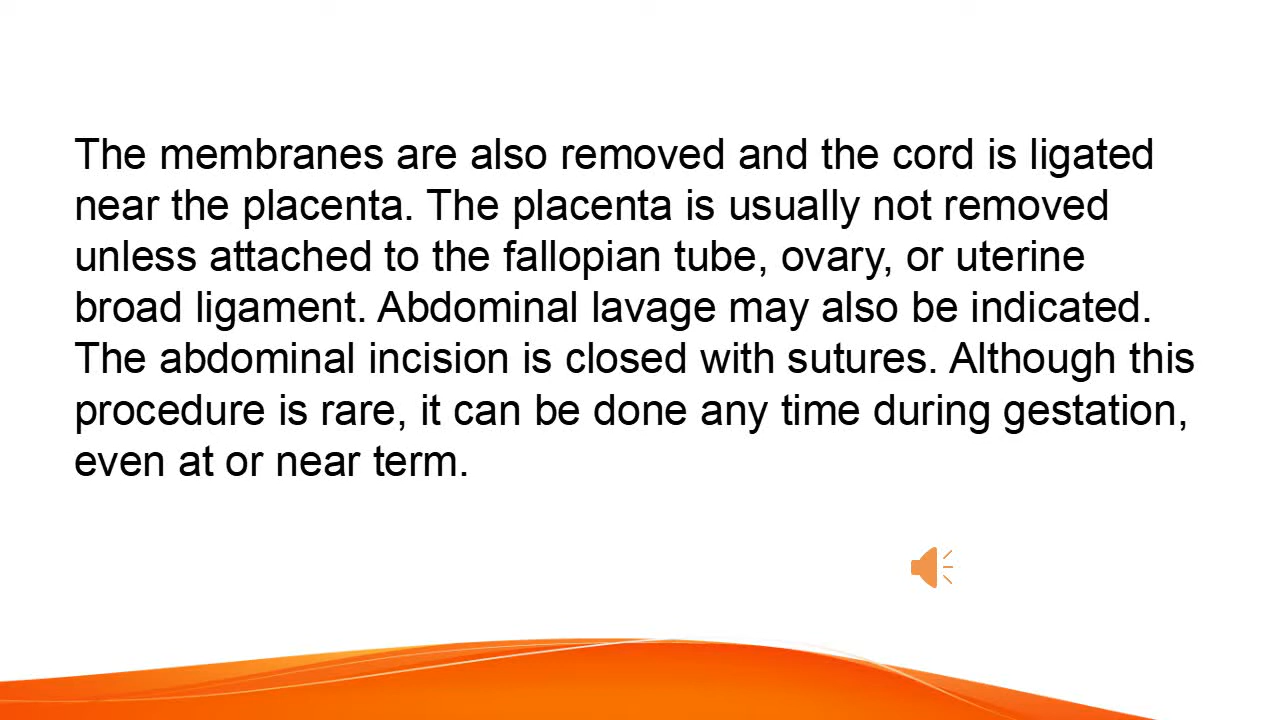 The membranes are also removed and the cord is ligated
near the placenta. The placenta is usually not removed
unless attached to the fallopian tube, ovary, or uterine
broad ligament. Abdominal lavage may also be indicated.
The abdominal incision is closed with sutures. Although this
procedure is rare, it can be done any time during gestation,
even at or near term.